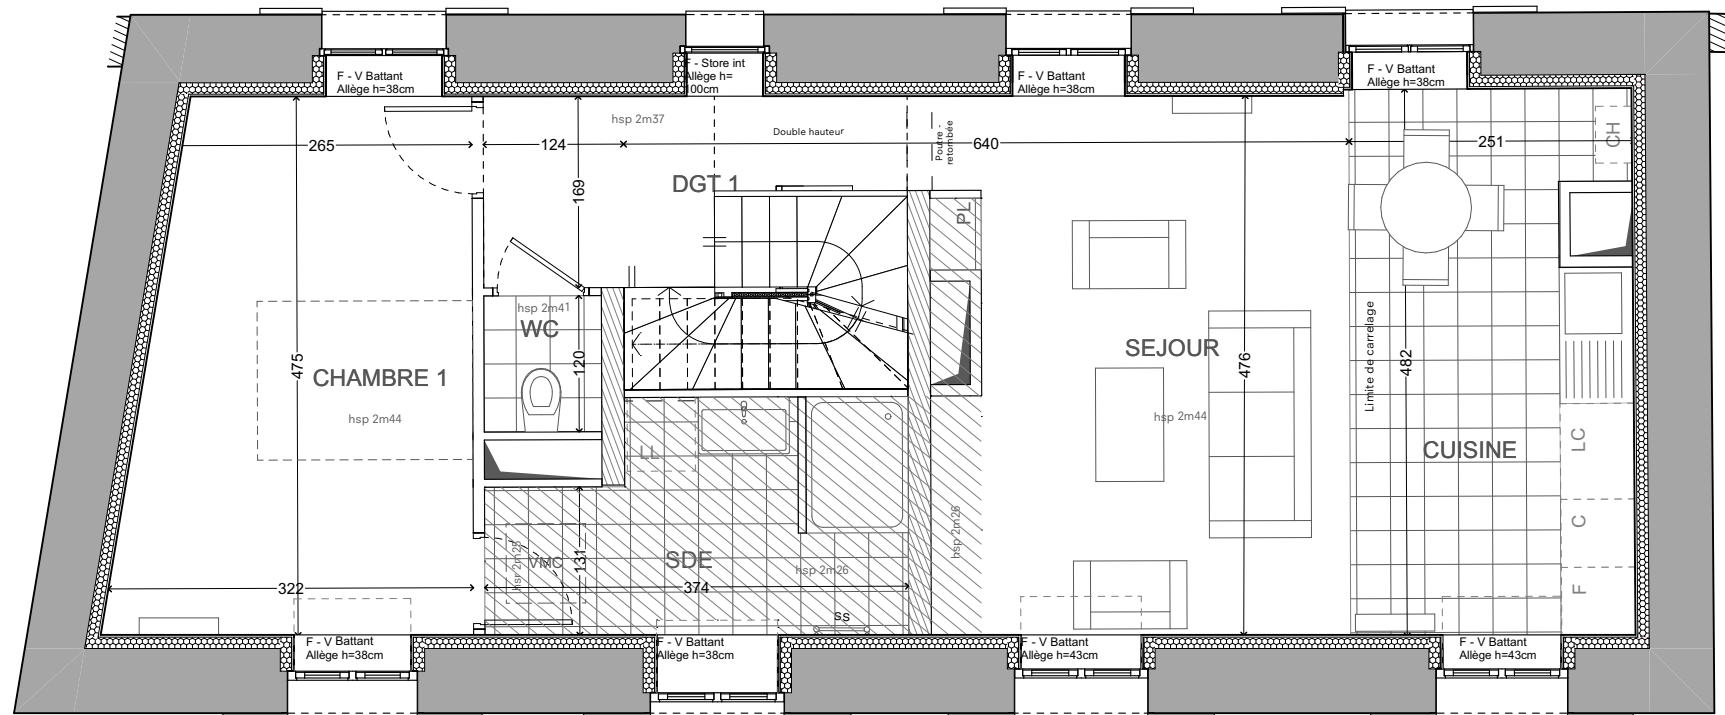 F - V Battant
Allège h=38cm
F - Store int
Allège h=
00cm
F - V Battant
Allège h=38cm
F - V Battant
Allège h=38cm
hsp 2m37
Double hauteur
Poutre -
retombée
CH
265
124
640
251
DGT 1
169
PL
hsp 2m41
WC
120
CHAMBRE 1
475
hsp 2m44
SEJOUR
476
hsp 2m44
Limite de carrelage
482
CUISINE
LC
C
F
LL
hsp 2m25
VMC
131
SDE
hsp 2m26
hsp 2m26
322
374
SS
F - V Battant
Allège h=38cm
F - V Battant
Allège h=38cm
F - V Battant
Allège h=43cm
F - V Battant
Allège h=43cm